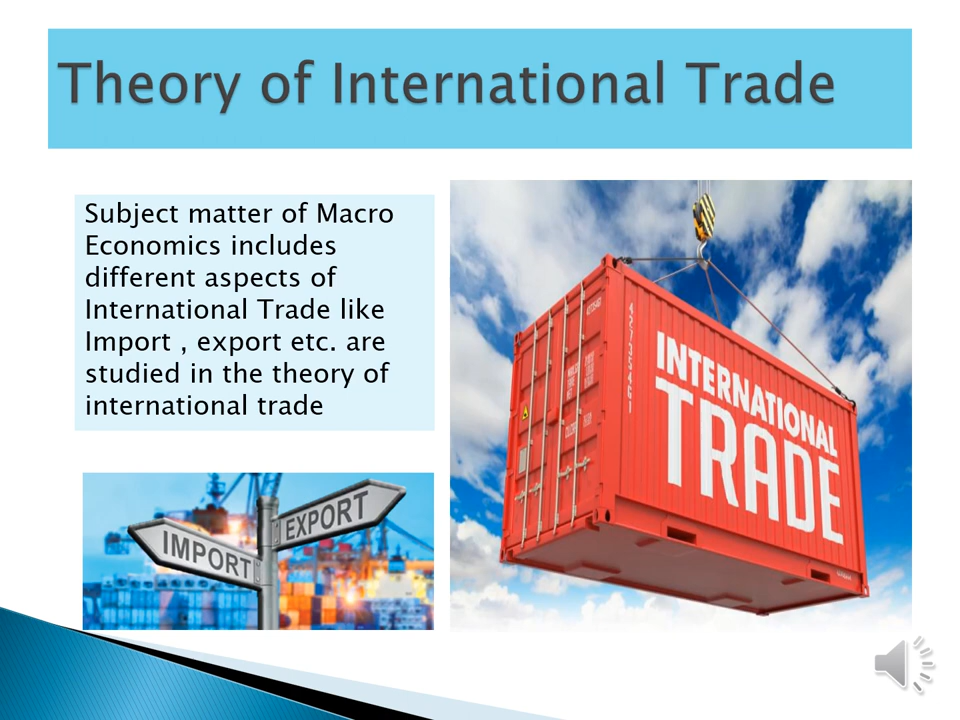 Theory of International Trade
Subject matter of Macro
Economics includes
different aspects of
International Trade like
Import , export etc. are
studied in the theory of
international trade
INTERNATIONAL
TRADE
IMPORT
EXPORT